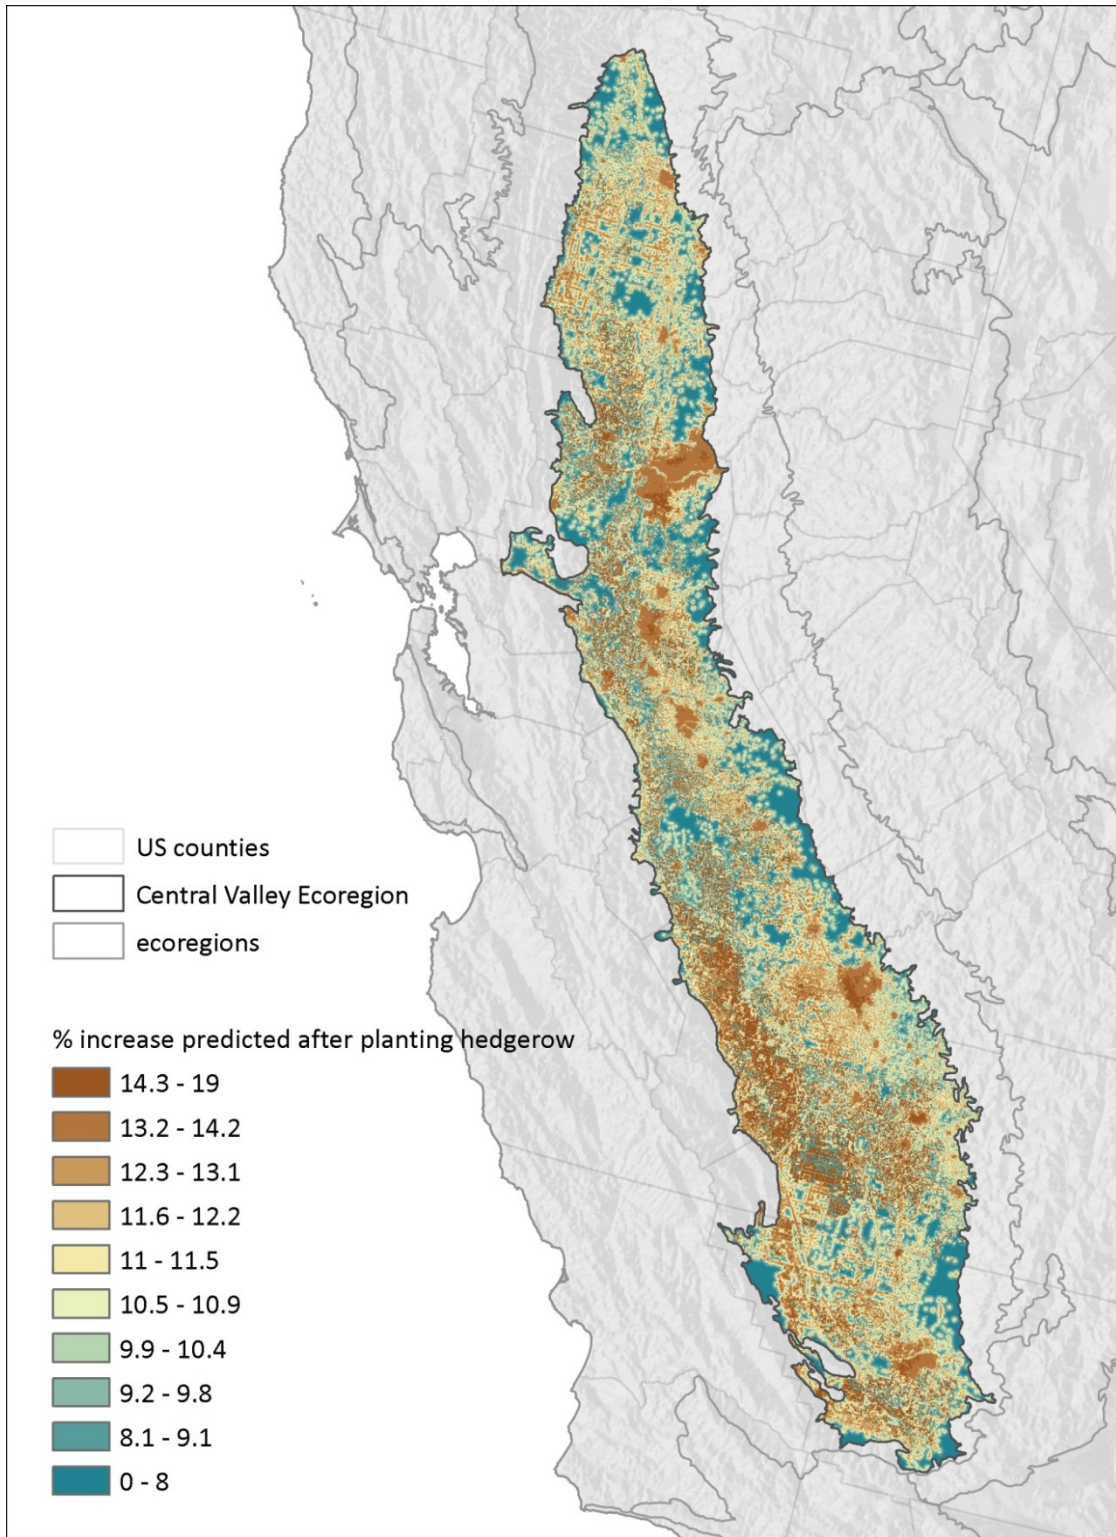 US counties
Central Valley Ecoregion
ecoregions
% increase predicted after planting hedgerow
14.3 - 19
13.2 - 14.2
12.3 - 13.1
11.6 - 12.2
11 - 11.5
10.5 - 10.9
9.9 - 10.4
9.2 - 9.8
8.1 - 9.1
0 - 8